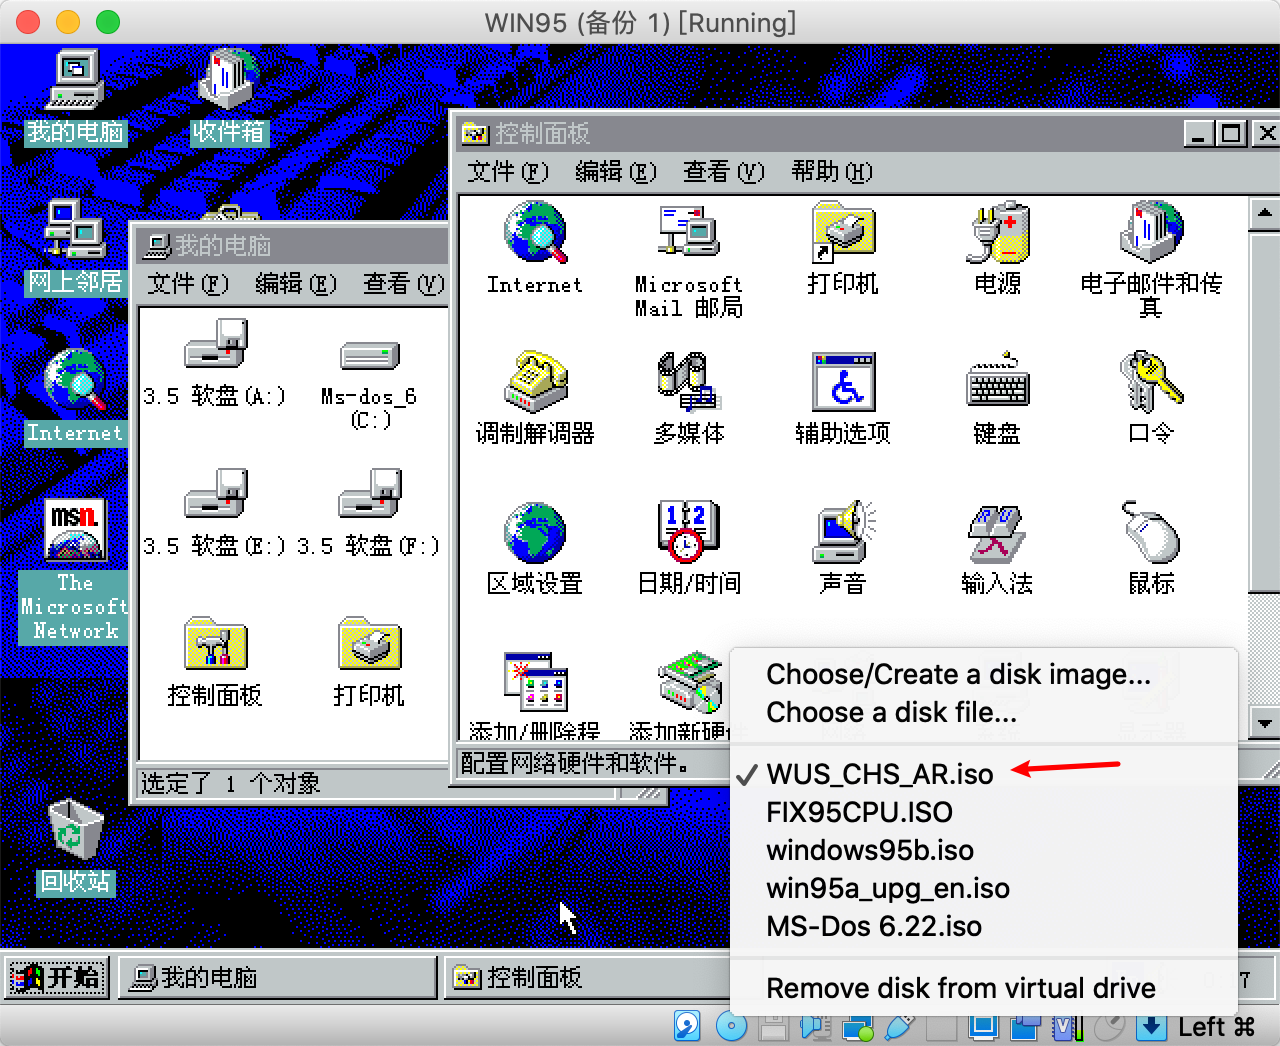 WIN95 (备份 1) [Running]
我的电脑
收件箱
网上邻居
Internet
msn.
The
Microsoft
Network
回收站
我的电脑
文件(F)
编辑(E)
查看(V)
3.5 软盘(A:)
Ms-dos_6
(C:)
3.5 软盘(E:)
3.5 软盘(F:)
控制面板
打印机
选定了 1 个对象
控制面板
文件(F)
编辑(E)
查看(V)
帮助(H)
Internet
Microsoft
Mail 邮局
打印机
电源
电子邮件和传
真
调制解调器
多媒体
辅助选项
键盘
口令
区域设置
日期/时间
声音
输入法
鼠标
添加/删除程
添加新硬
配置网络硬件和软件。
Choose/Create a disk image...
Choose a disk file...
WUS_CHS_AR.iso
FIX95CPU.ISO
windows95b.iso
win95a_upg_en.iso
MS-Dos 6.22.iso
Remove disk from virtual drive
开始
我的电脑
控制面板
Left ⌘